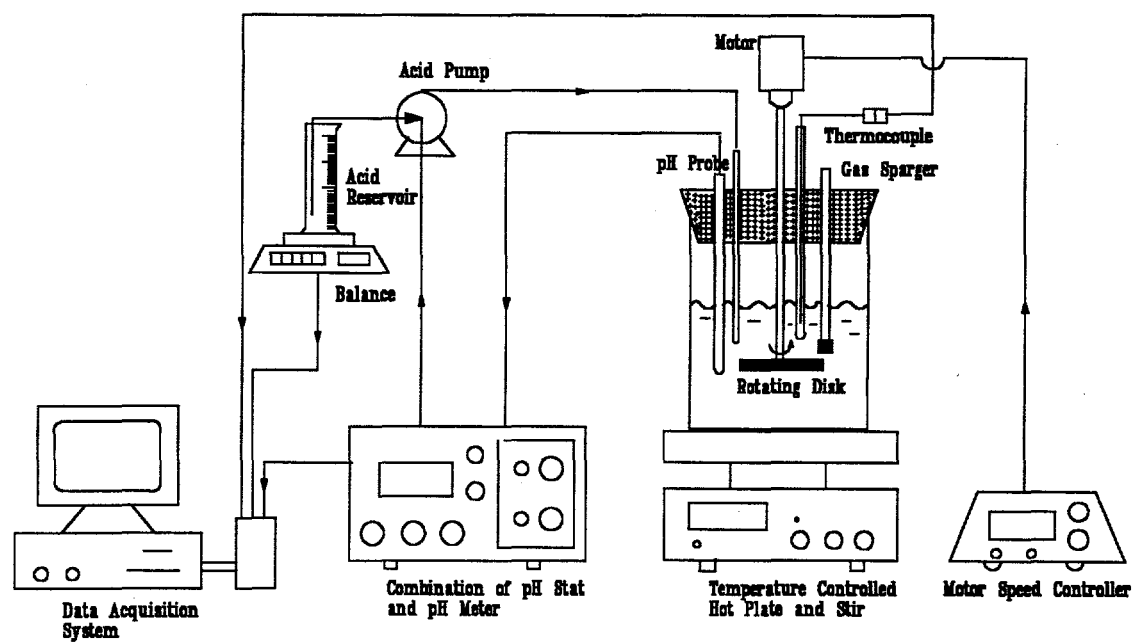 Motor
Acid Pump
Thermocouple
pH Probe
Gas Sparger
Acid
Reservoir
Balance
Rotating Disk
Combination of pH Stat
and pH Meter
Temperature Controlled
Hot Plate and Stir
Motor Speed Controller
Data Acquisition
System